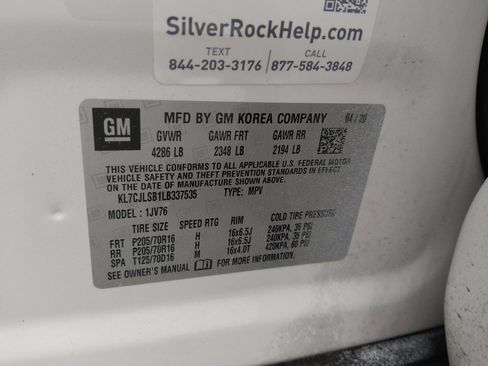 SilverRockHelp.com
TEXT CALL
844-203-3176 877-584-3848
GM MFD BY GM KOREA COMPANY 04 / 20
GVWR GAWR FRT GAWR RR
4286 LB 2348 LB 2194 LB
THIS VEHICLE CONFORMS TO ALL APPLICABLE U.S. FEDERAL MOTOR
VEHICLE SAFETY AND THEFT PREVENTION STANDARDS IN EFFECT
ON THE DATE OF MANUFACTURE SHOWN ABOVE.
KL7CJLSB1LB337535 TYPE: MPV
MODEL : 1JV76
TIRE SIZE SPEED RTG RIM COLD TIRE PRESSURE
FRT P205/70R16 H 16x6.5J 240KPA, 35 PSI
RR P205/70R16 H 16x6.5J 240KPA, 35 PSI
SPA T125/70D16 M 16x4.0T 420KPA, 60 PSI
SEE OWNER'S MANUAL FOR MORE INFORMATION.